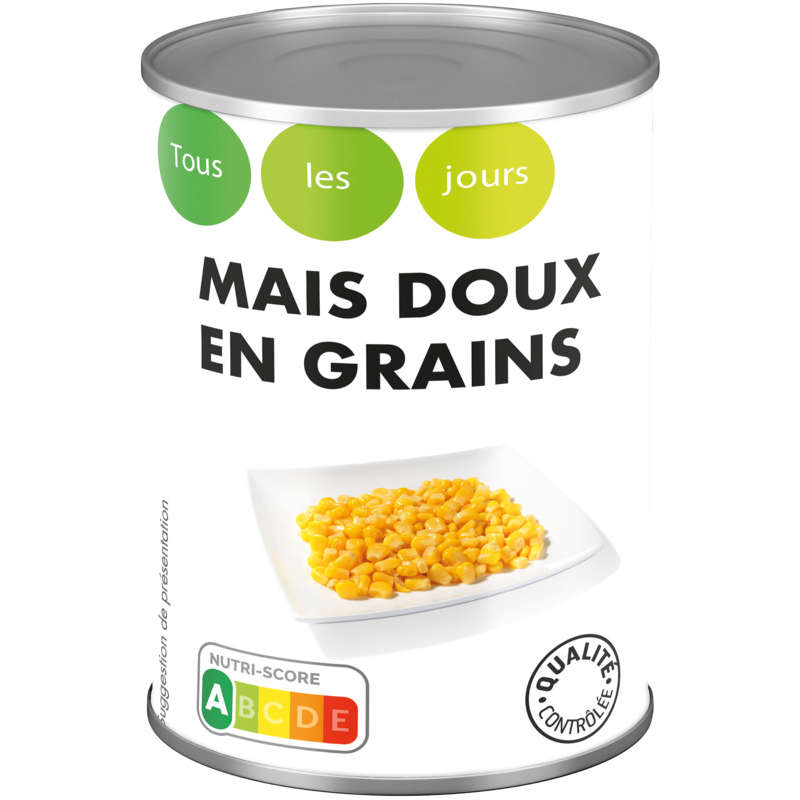 Tous
les
jours
MAIS DOUX
EN GRAINS
Suggestion de présentation
NUTRI-SCORE
A B C D E
QUALITÉ
CONTRÔLÉE